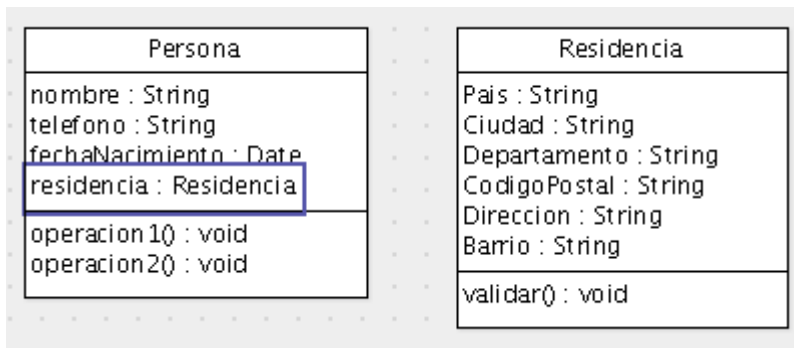 Persona
nombre : String
telefono : String
fechaNacimiento : Date
residencia : Residencia
operacion1() : void
operacion2() : void
Residencia
Pais : String
Ciudad : String
Departamento : String
CodigoPostal : String
Direccion : String
Barrio : String
validar() : void